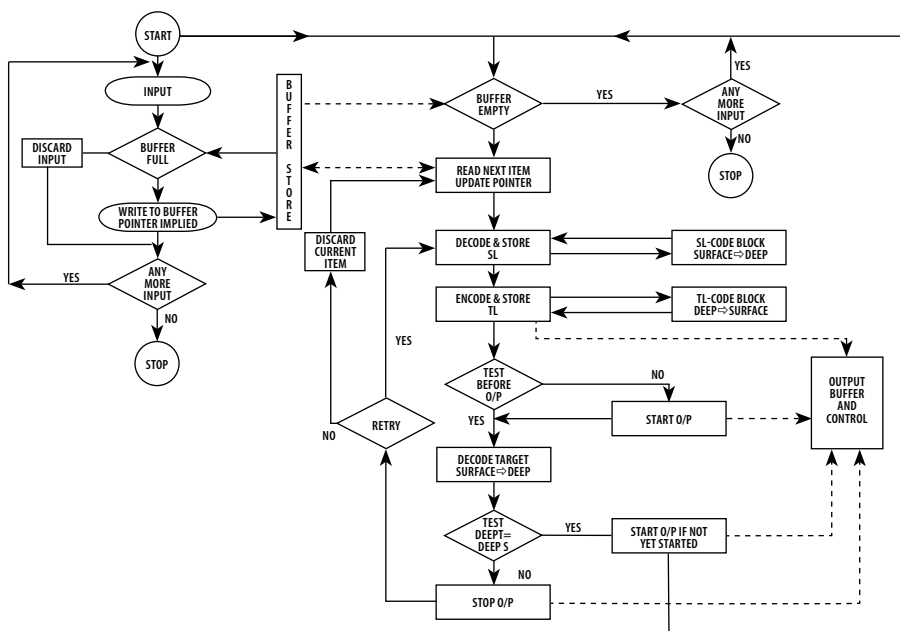 START
INPUT
BUFFER
FULL
DISCARD
INPUT
WRITE TO BUFFER
POINTER IMPLIED
ANY
MORE
INPUT
YES
NO
STOP
BUFFER STORE
BUFFER
EMPTY
YES
ANY
MORE
INPUT
YES
NO
STOP
READ NEXT ITEM
UPDATE POINTER
DISCARD
CURRENT
ITEM
DECODE & STORE
SL
SL-CODE BLOCK
SURFACE⇨DEEP
ENCODE & STORE
TL
TL-CODE BLOCK
DEEP⇨SURFACE
YES
TEST
BEFORE
O/P
NO
YES
START O/P
OUTPUT
BUFFER
AND
CONTROL
RETRY
NO
DECODE TARGET
SURFACE⇨DEEP
TEST
DEEPT=
DEEP S
YES
START O/P IF NOT
YET STARTED
NO
STOP O/P